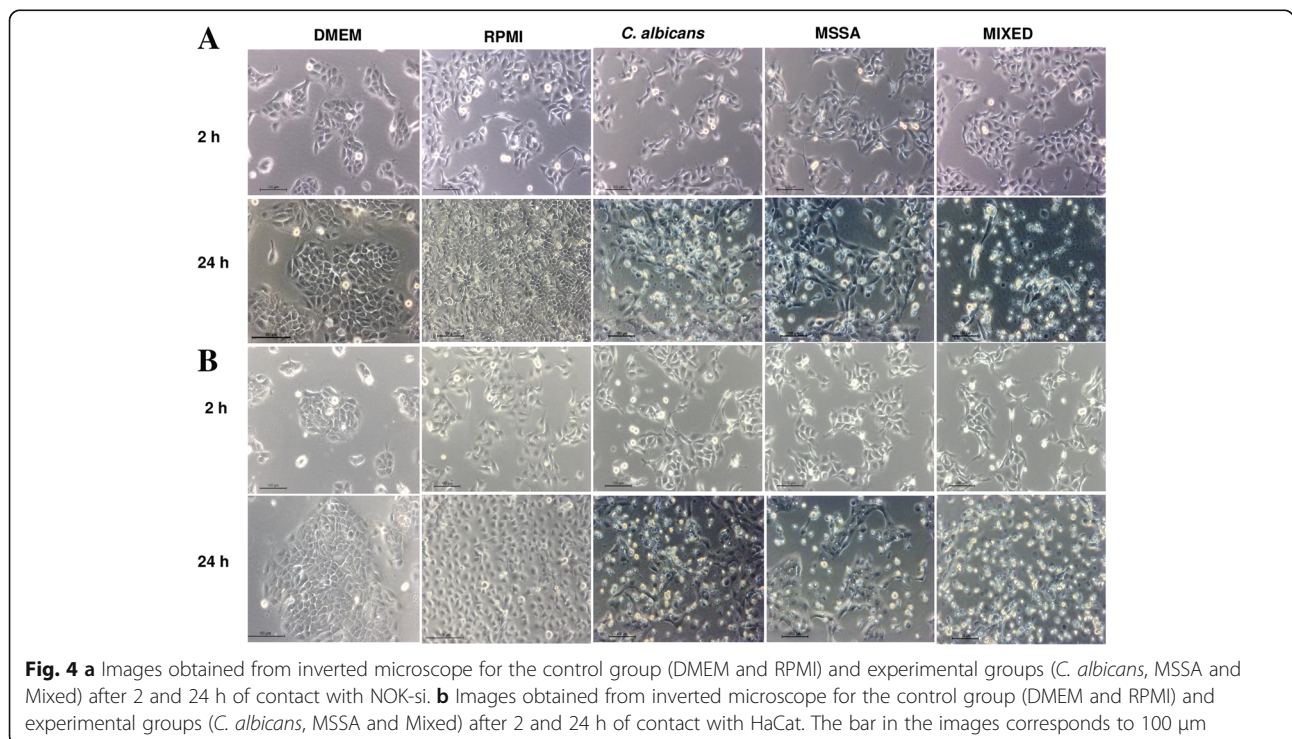 A
DMEM RPMI C. albicans MSSA MIXED
2 h
24 h
B
2 h
24 h
Fig. 4 a Images obtained from inverted microscope for the control group (DMEM and RPMI) and experimental groups (C. albicans, MSSA and
Mixed) after 2 and 24 h of contact with NOK-si. b Images obtained from inverted microscope for the control group (DMEM and RPMI) and
experimental groups (C. albicans, MSSA and Mixed) after 2 and 24 h of contact with HaCat. The bar in the images corresponds to 100 μm